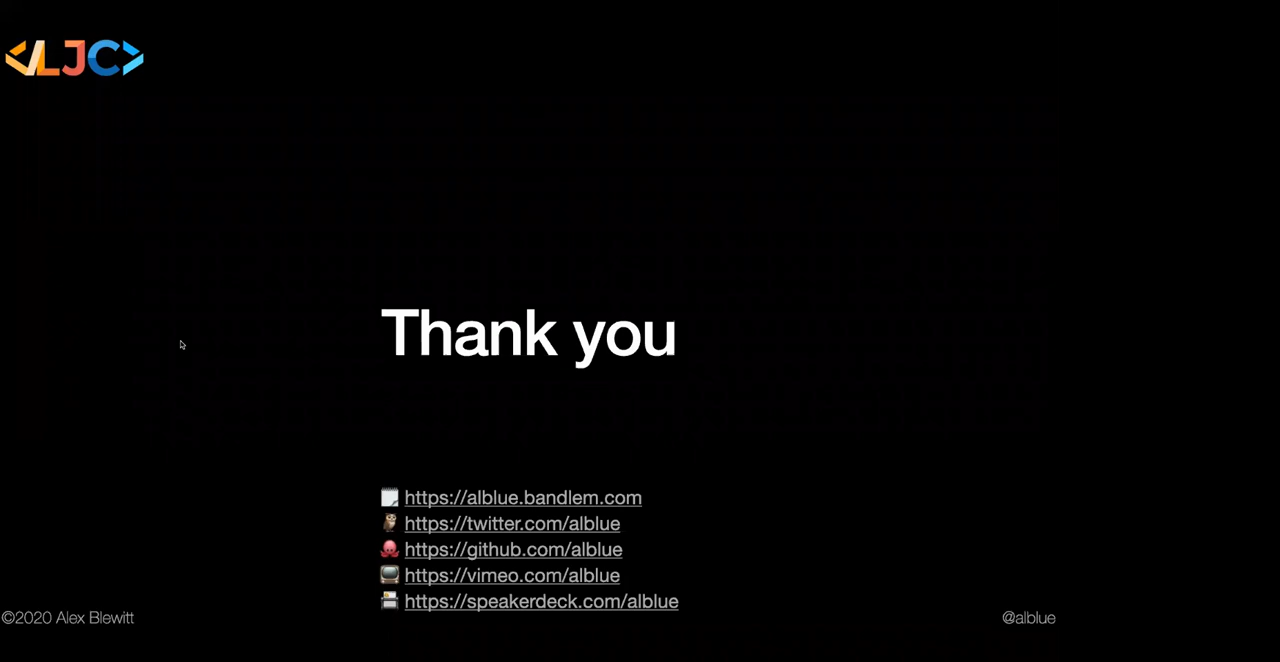 <LJC>
Thank you
https://alblue.bandlem.com
https://twitter.com/alblue
https://github.com/alblue
https://vimeo.com/alblue
https://speakerdeck.com/alblue
©2020 Alex Blewitt
@alblue